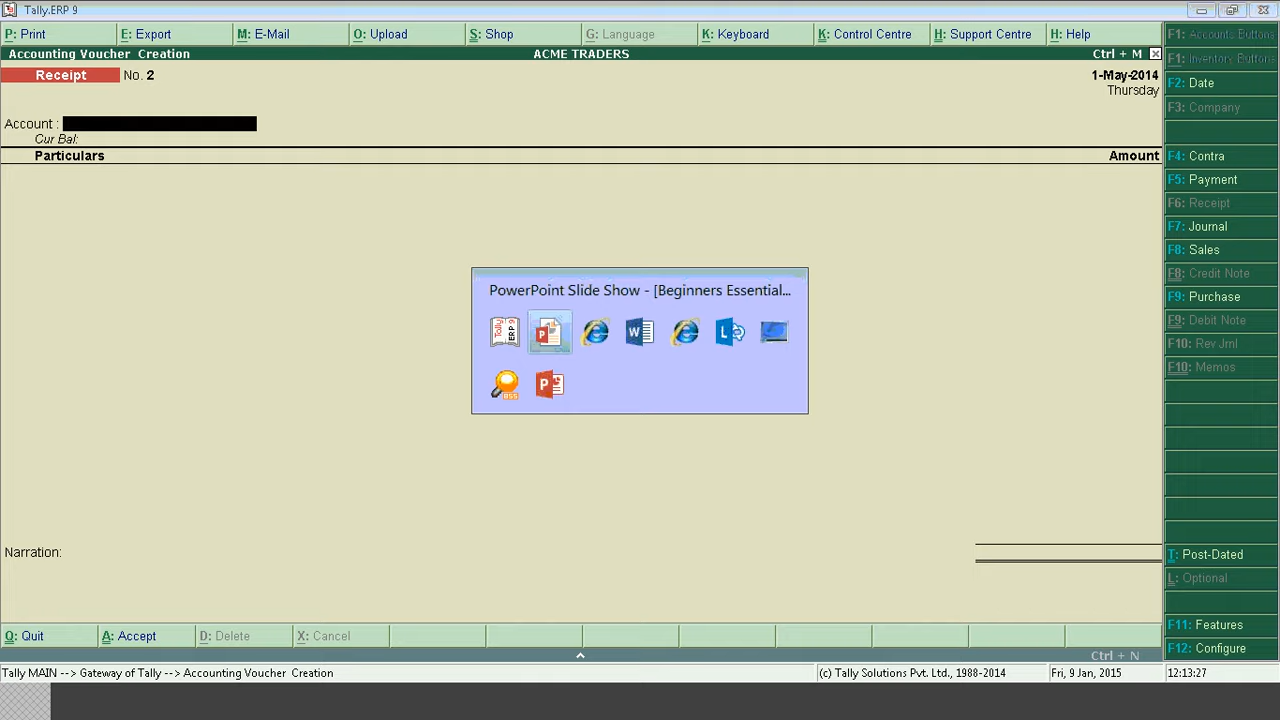 Tally.ERP 9
P: Print E: Export M: E-Mail O: Upload S: Shop G: Language K: Keyboard K: Control Centre H: Support Centre H: Help
Accounting Voucher Creation ACME TRADERS Ctrl + M
Receipt No. 2 1-May-2014
Thursday
Account :
Cur Bal:
Particulars Amount
PowerPoint Slide Show - [Beginners Essential...
Tally ERP 9
BSS
Narration:
F1: Accounts Buttons
F1: Inventory Buttons
F2: Date
F3: Company
F4: Contra
F5: Payment
F6: Receipt
F7: Journal
F8: Sales
F8: Credit Note
F9: Purchase
F9: Debit Note
F10: Rev Jrnl
F10: Memos
T: Post-Dated
L: Optional
F11: Features
F12: Configure
Q: Quit A: Accept D: Delete X: Cancel
Ctrl + N
Tally MAIN --> Gateway of Tally --> Accounting Voucher Creation (c) Tally Solutions Pvt. Ltd., 1988-2014 Fri, 9 Jan, 2015 12:13:27